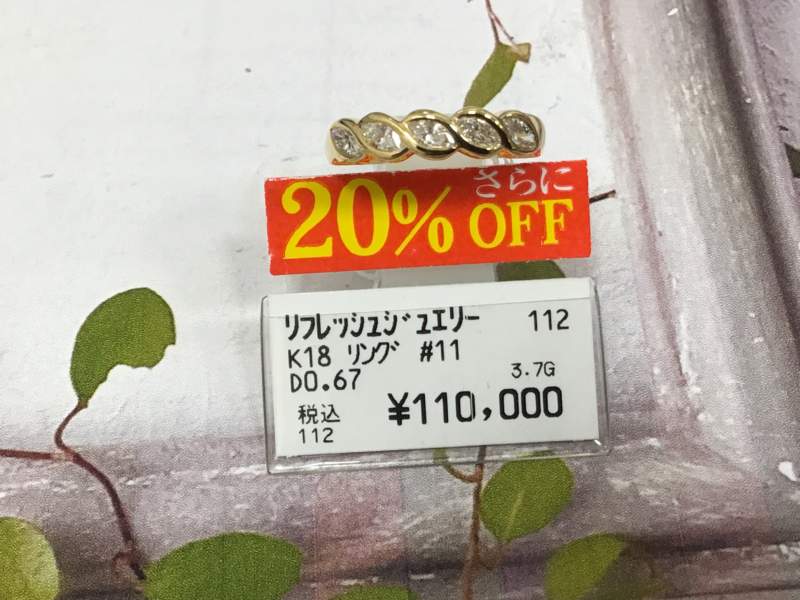 さらに
20% OFF
リフレッシュジュエリー 112
K18 リング #11
D0.67 3.7G
税込 ¥110,000
112